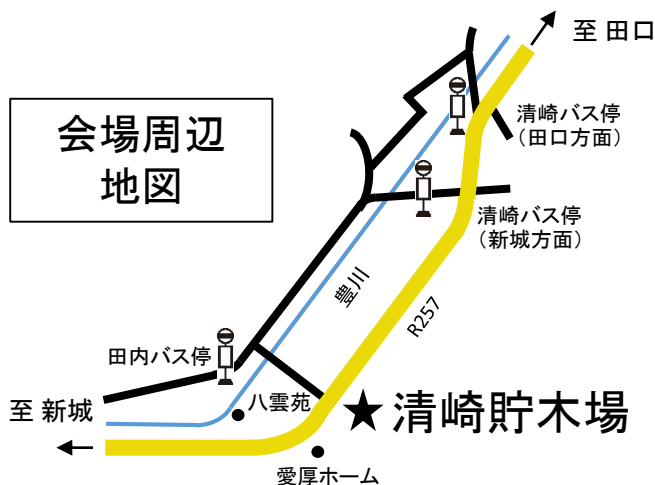 至 田口
会場周辺
地図
清崎バス停
（田口方面）
清崎バス停
（新城方面）
豊川
R257
田内バス停
至 新城
八雲苑
★清崎貯木場
愛厚ホーム